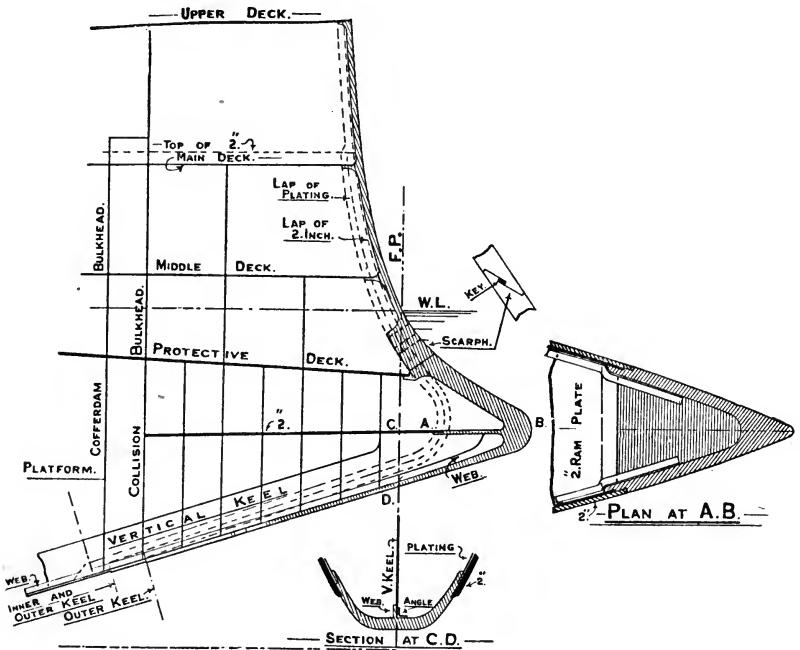 UPPER DECK.
TOP OF 2."
MAIN DECK.
LAP OF
PLATING.
LAP OF
2. INCH.
F.P.
BULKHEAD.
MIDDLE DECK.
W.L.
KEY.
SCARPH.
BULKHEAD.
PROTECTIVE DECK.
COFFERDAM
COLLISION
2."
C.
A.
B.
2." RAM PLATE
PLATFORM.
WEB.
VERTICAL KEEL
D.
2."
PLAN AT A.B.
WEB.
INNER AND
OUTER KEEL
OUTER KEEL.
V. KEEL.
PLATING
WEB.
ANGLE
2."
SECTION AT C.D.